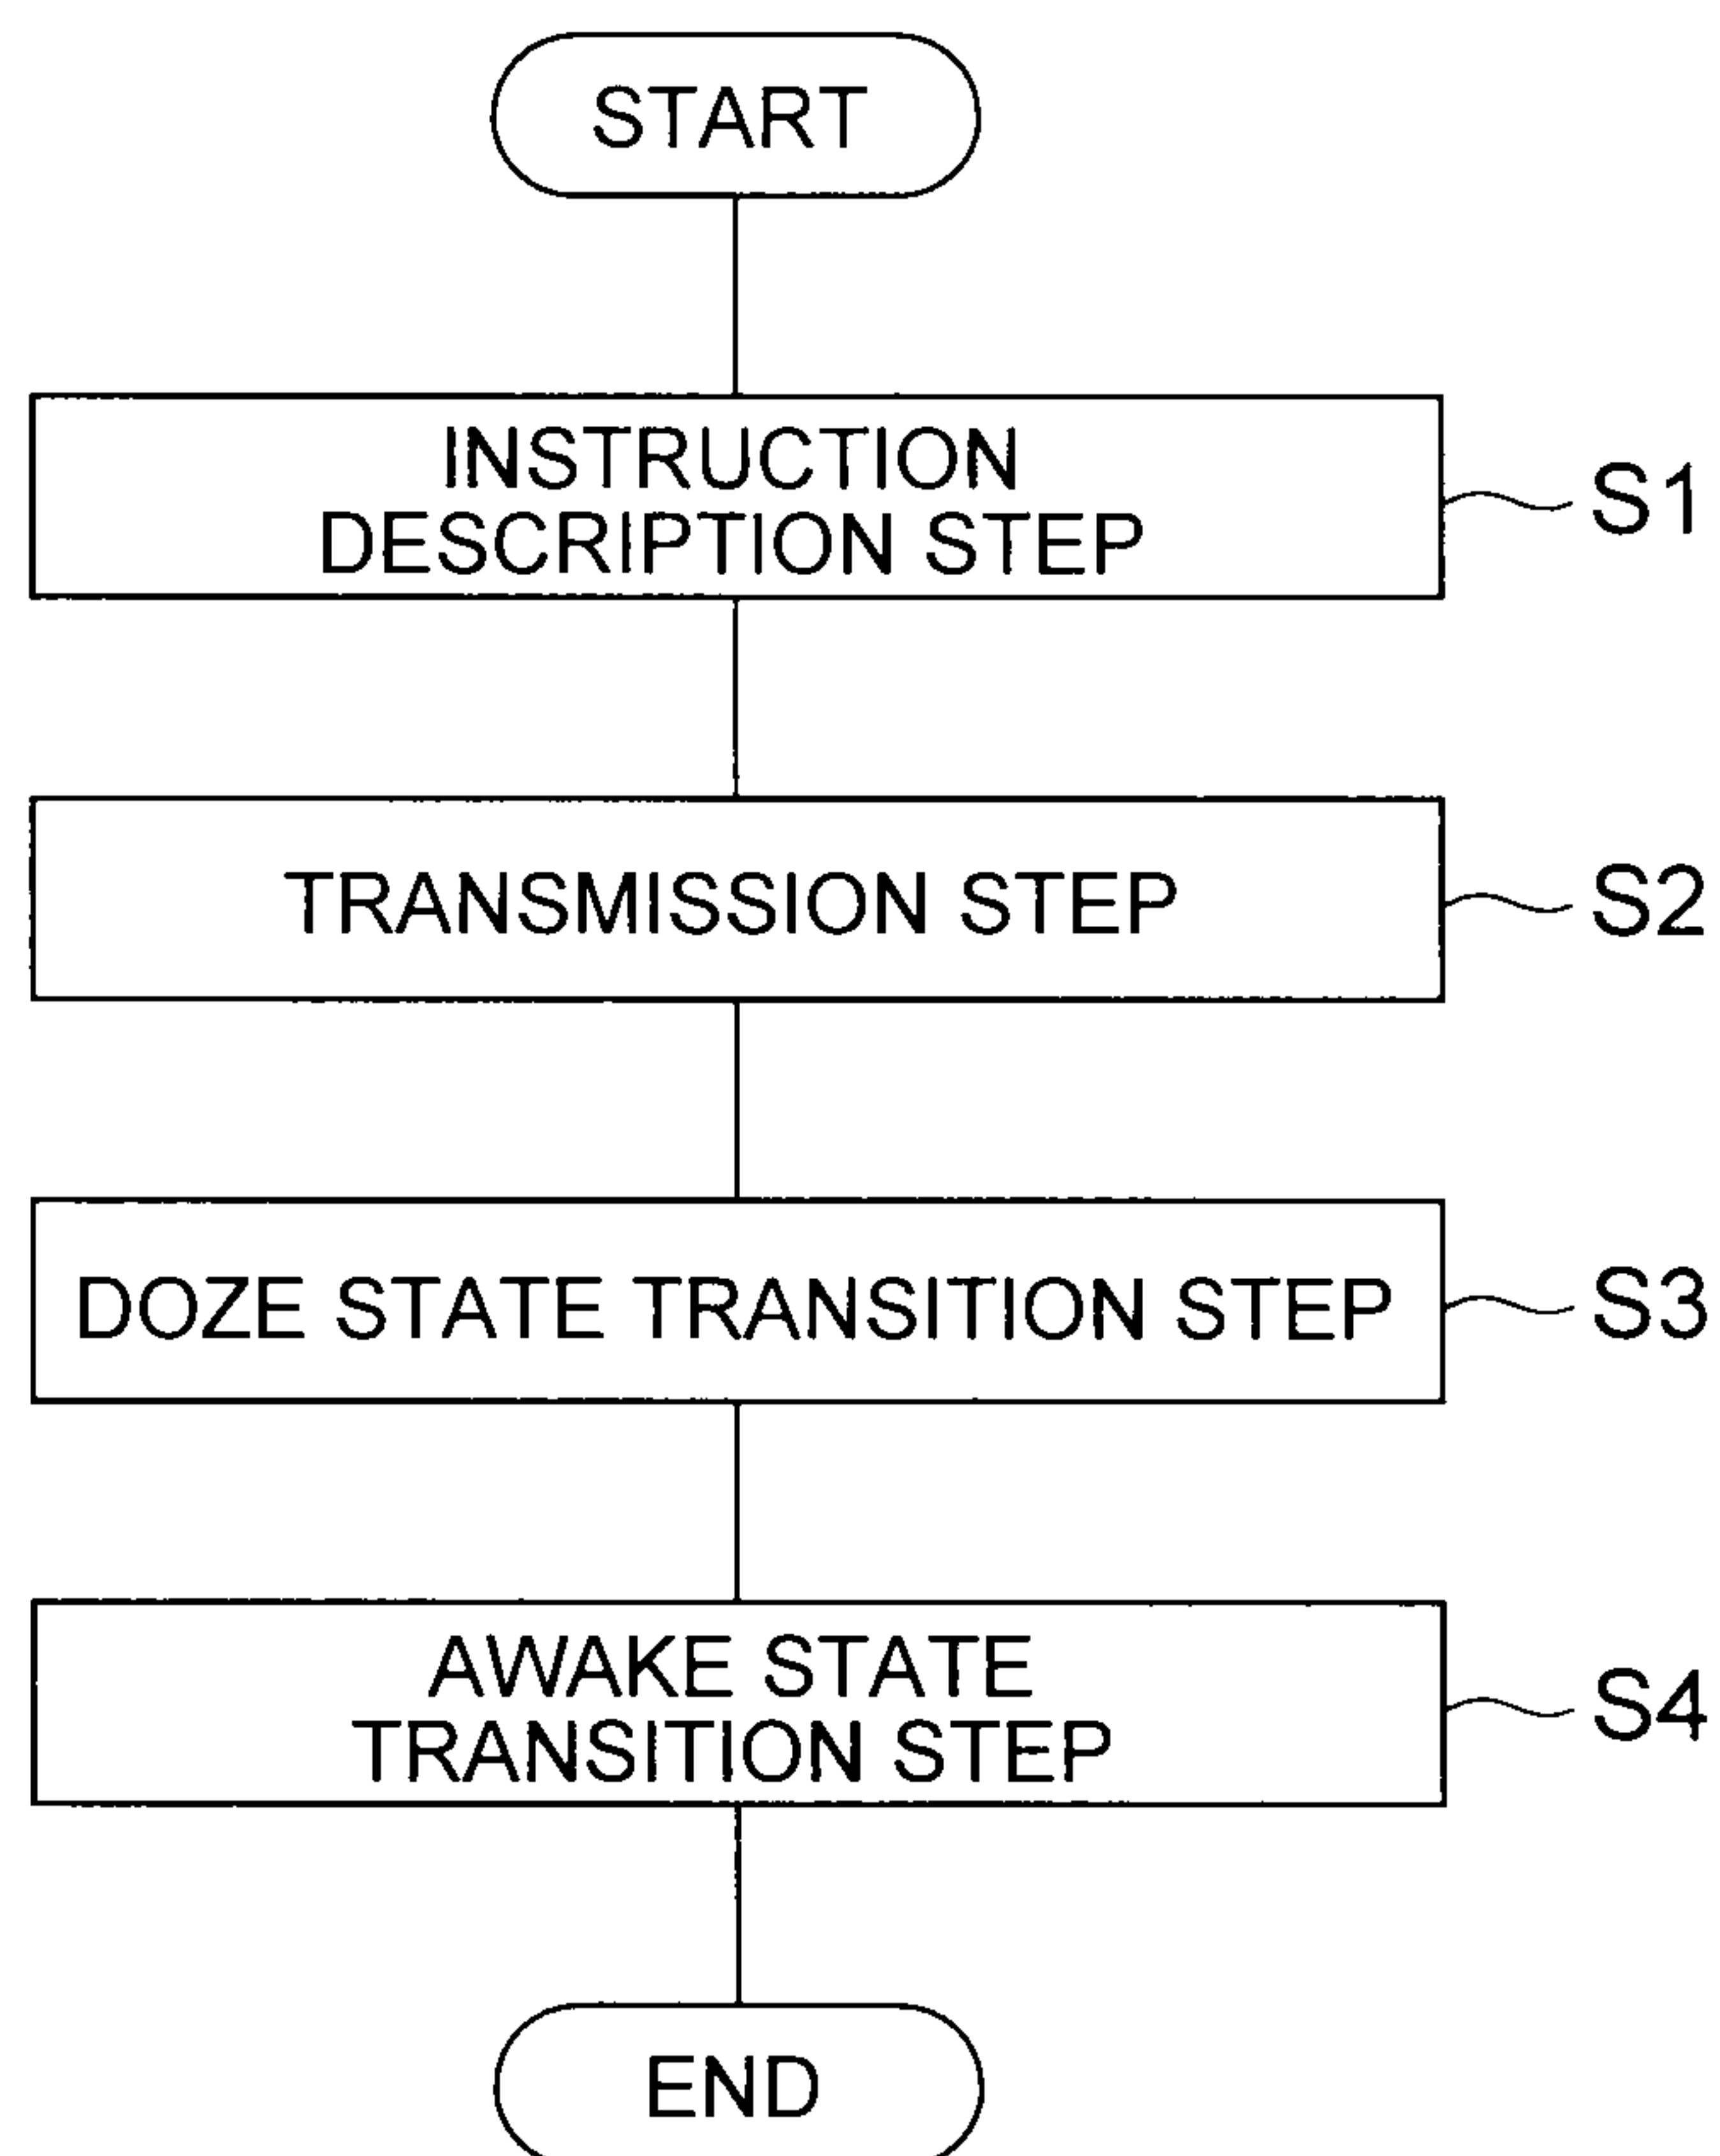 START
INSTRUCTION
DESCRIPTION STEP
S1
TRANSMISSION STEP
S2
DOZE STATE TRANSITION STEP
S3
AWAKE STATE
TRANSITION STEP
S4
END